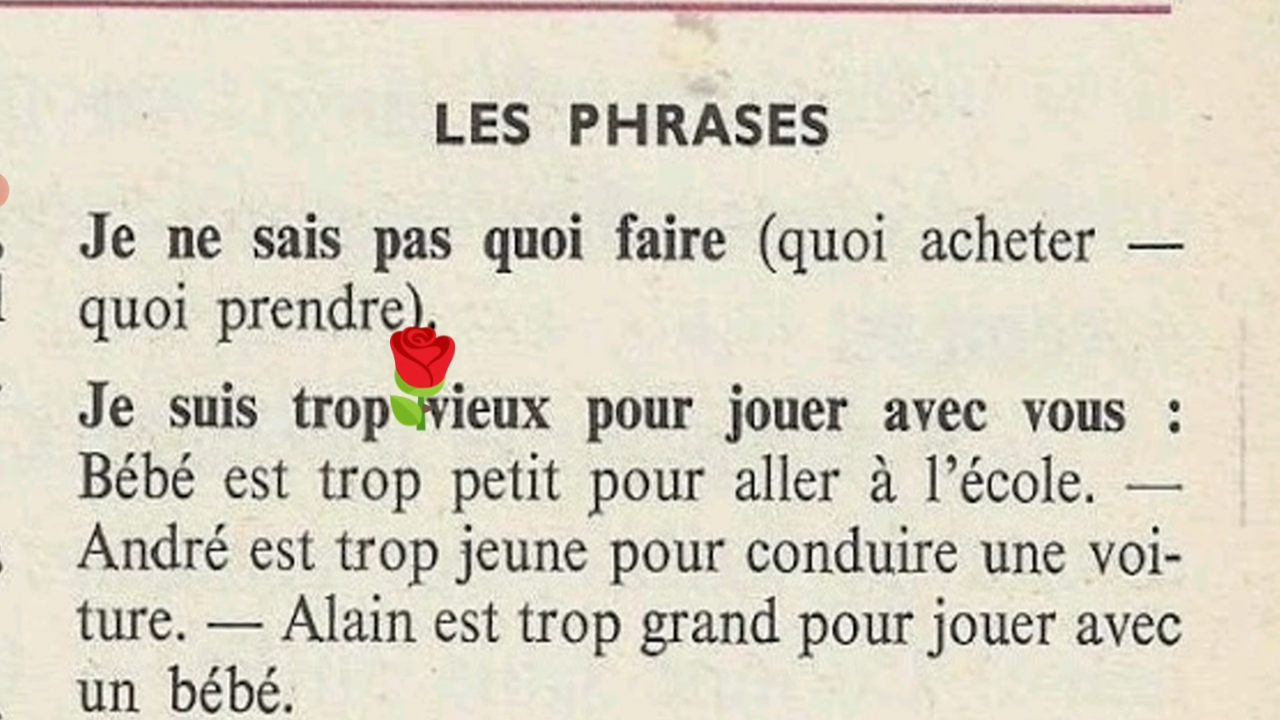 LES PHRASES
Je ne sais pas quoi faire (quoi acheter —
quoi prendre).
Je suis trop vieux pour jouer avec vous :
Bébé est trop petit pour aller à l'école. —
André est trop jeune pour conduire une voi-
ture. — Alain est trop grand pour jouer avec
un bébé.